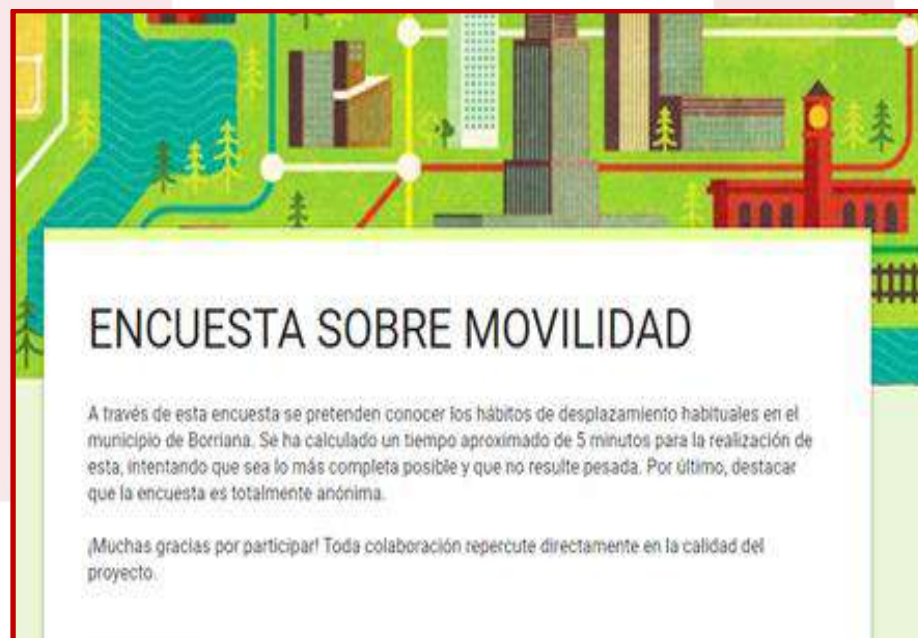 ENCUESTA SOBRE MOVILIDAD
A través de esta encuesta se pretenden conocer los hábitos de desplazamiento habituales en el
municipio de Borriana. Se ha calculado un tiempo aproximado de 5 minutos para la realización de
esta, intentando que sea lo más completa posible y que no resulte pesada. Por último, destacar
que la encuesta es totalmente anónima.
¡Muchas gracias por participar! Toda colaboración repercute directamente en la calidad del
proyecto.